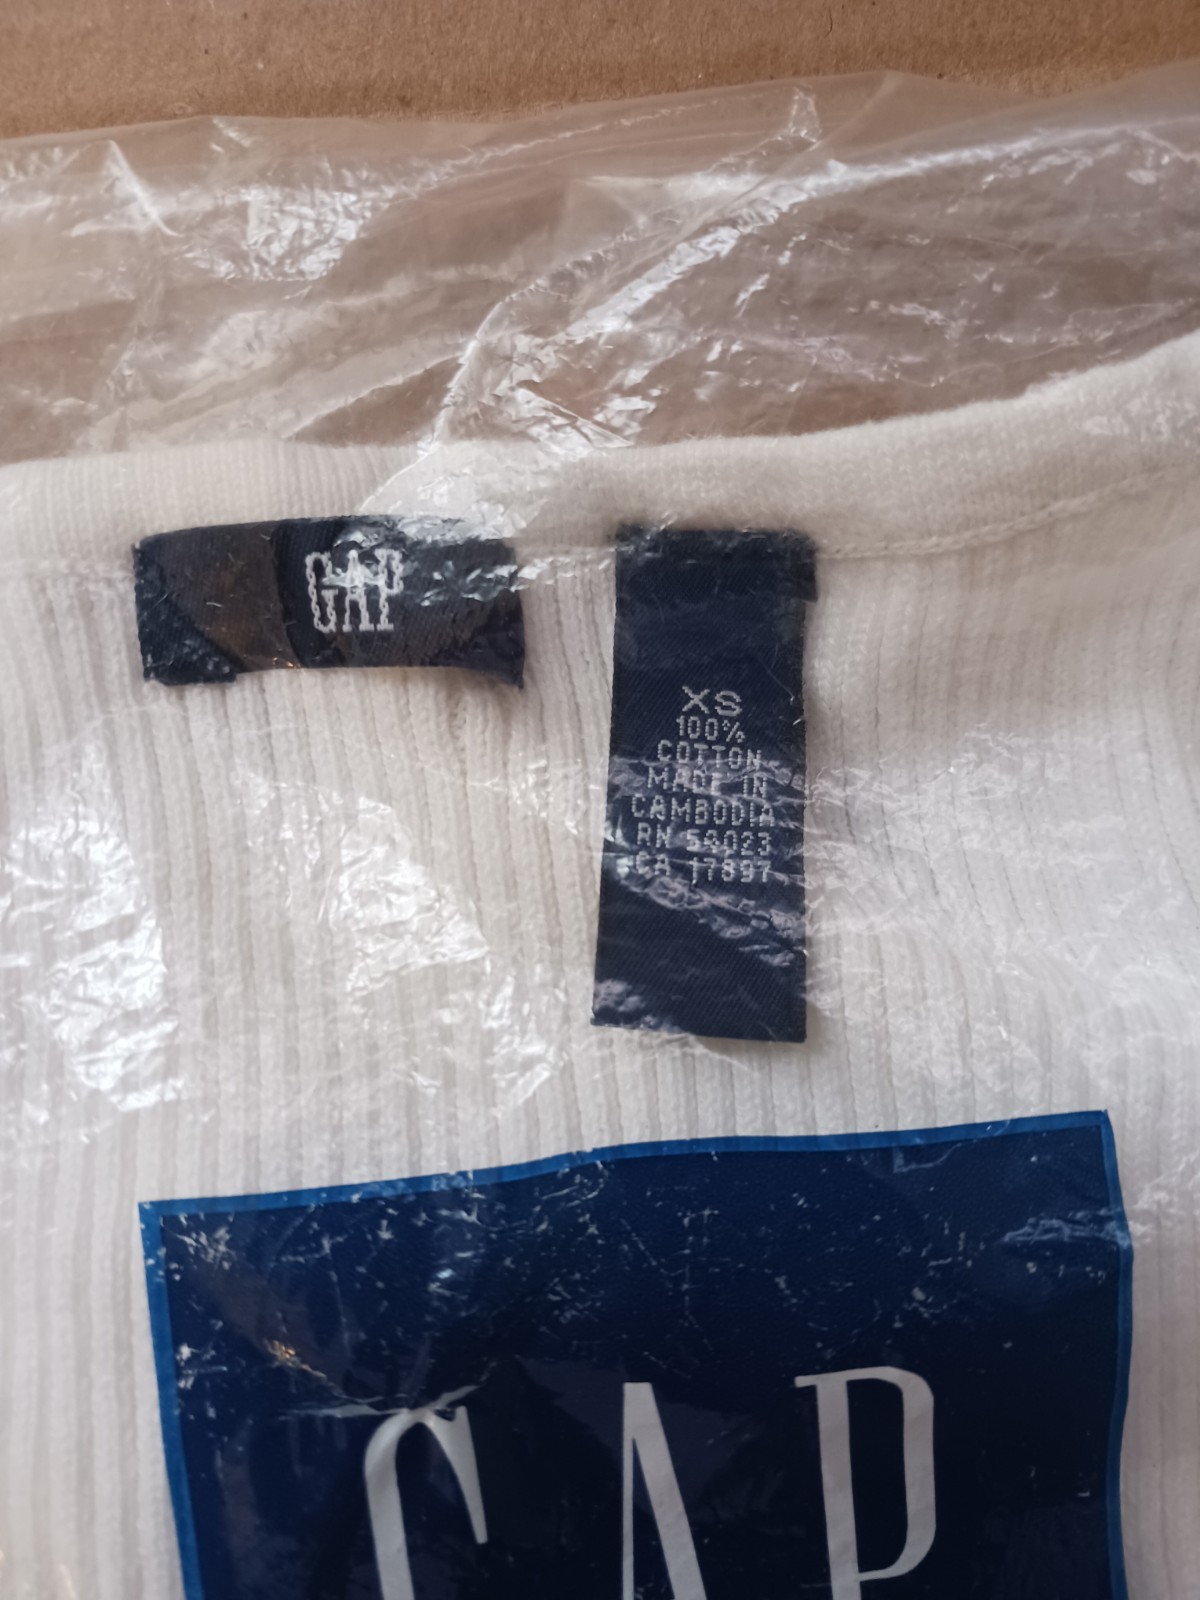 GAP
XS
100%
COTTON
MADE IN
CAMBODIA
RN 54023
CA 17897
GAP